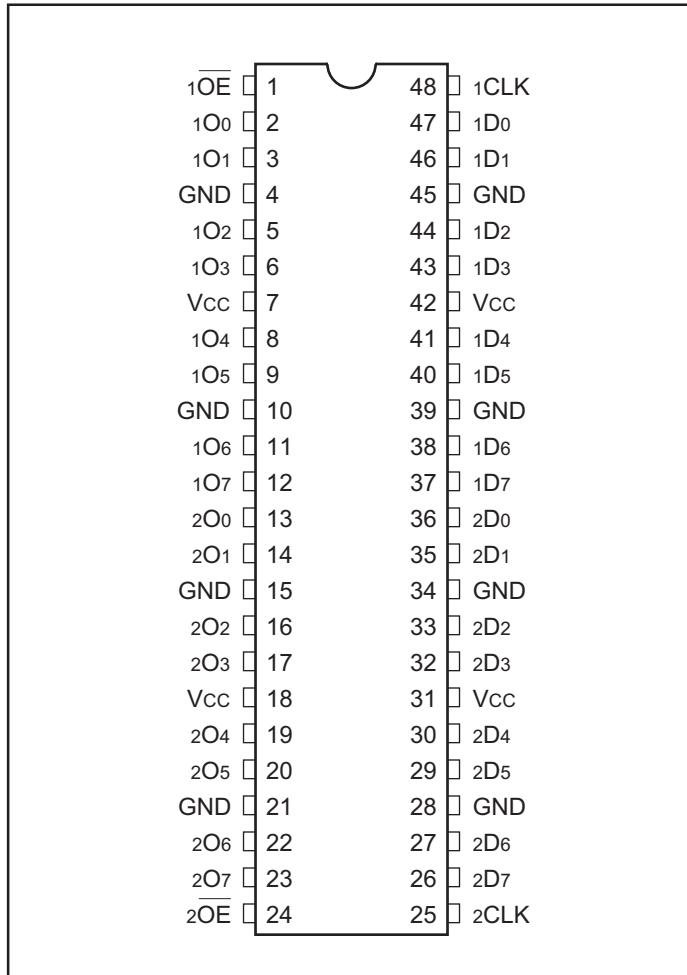 1O̅E̅ 1 48 1CLK
1O0 2 47 1D0
1O1 3 46 1D1
GND 4 45 GND
1O2 5 44 1D2
1O3 6 43 1D3
VCC 7 42 VCC
1O4 8 41 1D4
1O5 9 40 1D5
GND 10 39 GND
1O6 11 38 1D6
1O7 12 37 1D7
2O0 13 36 2D0
2O1 14 35 2D1
GND 15 34 GND
2O2 16 33 2D2
2O3 17 32 2D3
VCC 18 31 VCC
2O4 19 30 2D4
2O5 20 29 2D5
GND 21 28 GND
2O6 22 27 2D6
2O7 23 26 2D7
2O̅E̅ 24 25 2CLK